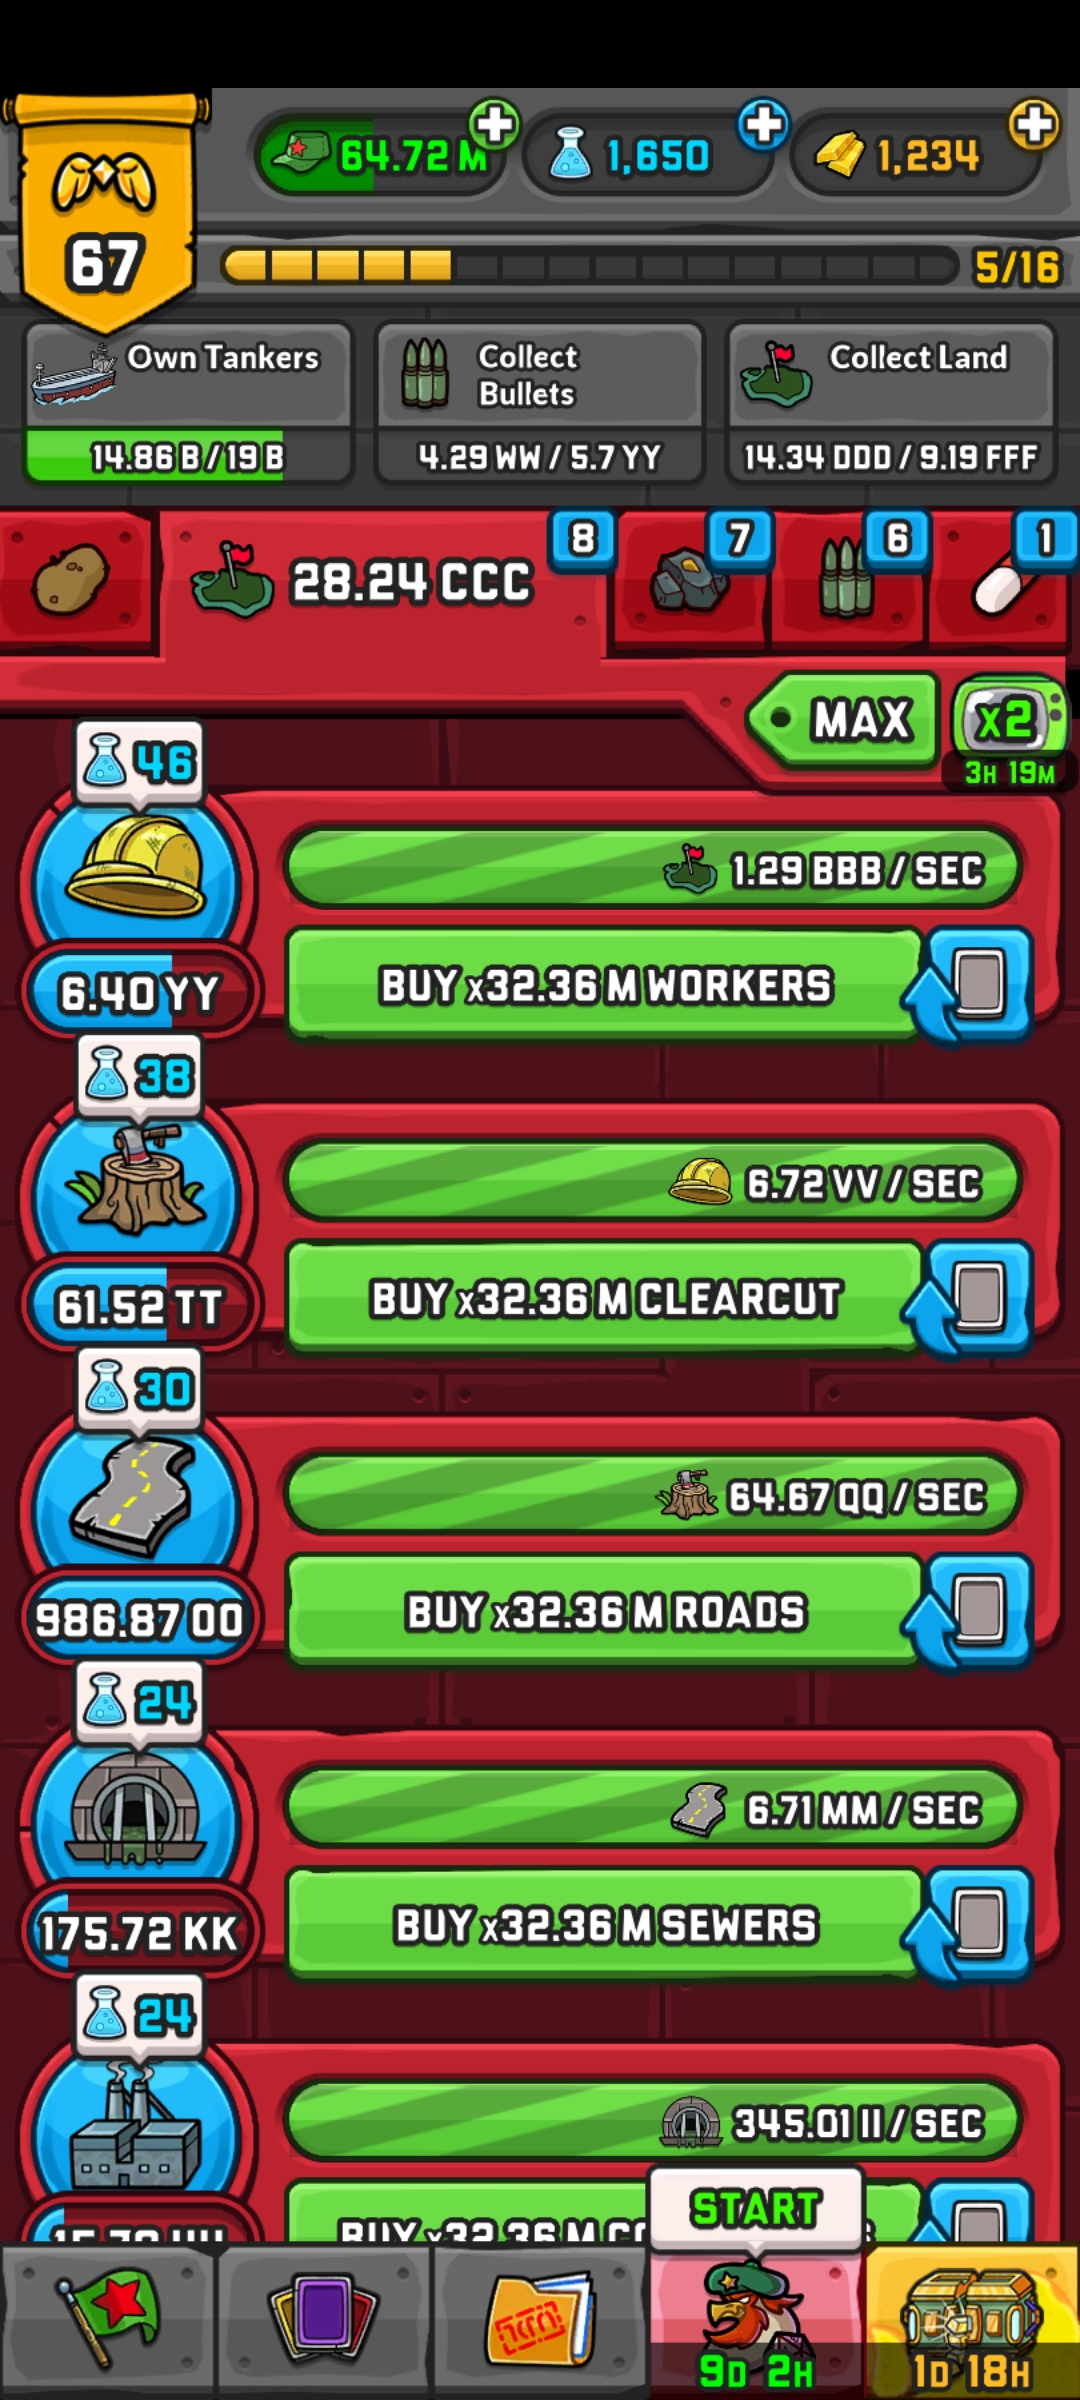 64.72 M
1,650
1,234
67
5/16
Own Tankers
14.86 B / 19 B
Collect
Bullets
4.29 WW / 5.7 YY
Collect Land
14.34 DDD / 9.19 FFF
28.24 CCC
8
7
6
1
MAX
x2
3H 19M
46
1.29 BBB / SEC
6.40 YY
BUY x32.36 M WORKERS
38
6.72 VV / SEC
61.52 TT
BUY x32.36 M CLEARCUT
30
64.67 QQ / SEC
986.87 OO
BUY x32.36 M ROADS
24
6.71 MM / SEC
175.72 KK
BUY x32.36 M SEWERS
24
345.01 II / SEC
BUY x32.36 M
START
9D 2H
1D 18H